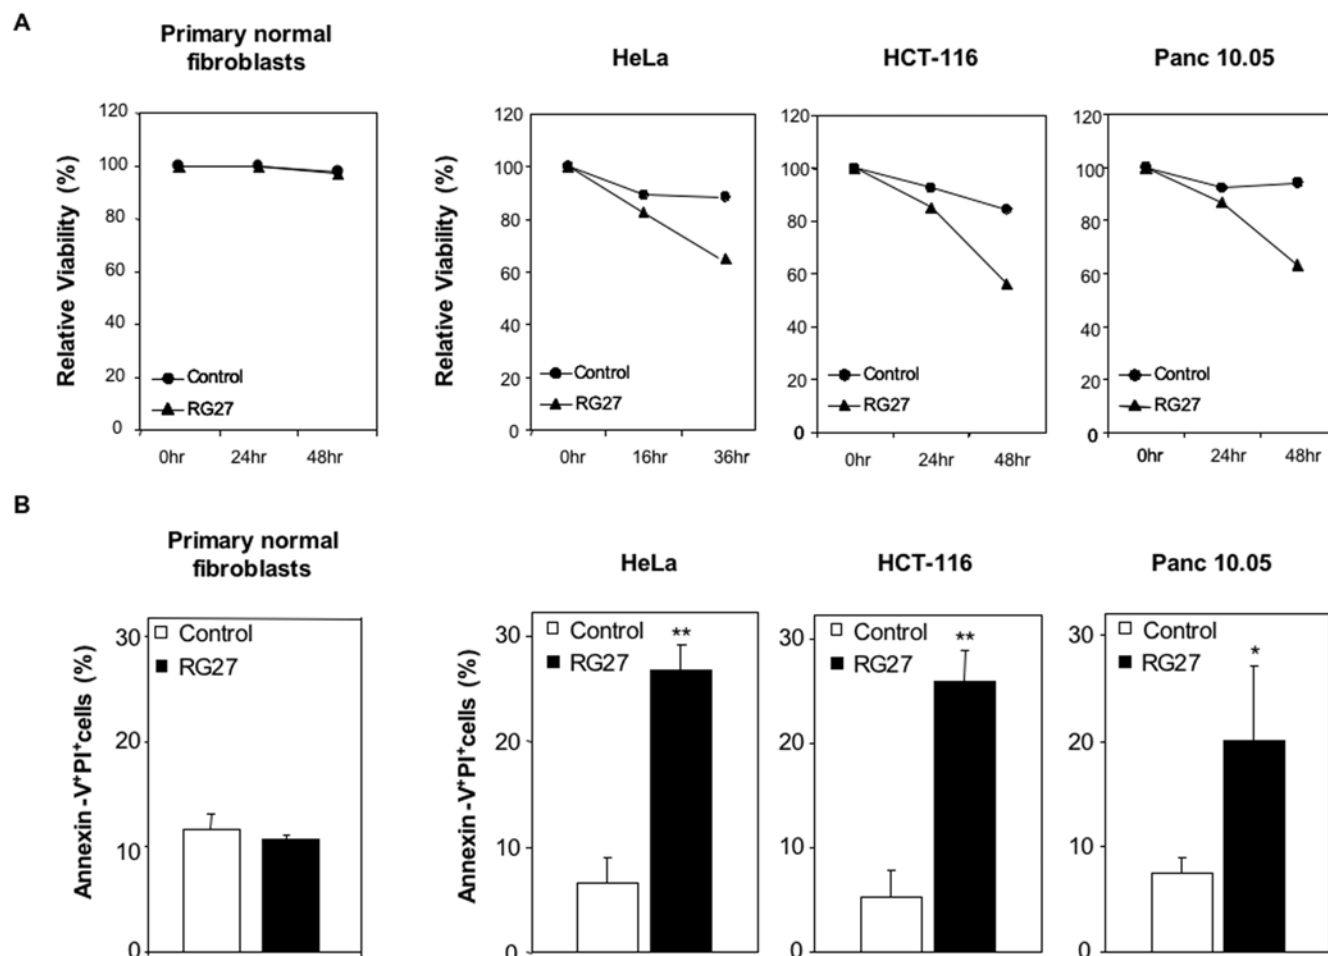 A
Primary normal
fibroblasts
HeLa
HCT-116
Panc 10.05
Relative Viability (%)
120
100
80
60
40
20
0
Control
RG27
0hr 24hr 48hr
Relative Viability (%)
120
100
80
60
40
20
0
Control
RG27
0hr 16hr 36hr
120
100
80
60
40
20
0
Control
RG27
0hr 24hr 48hr
120
100
80
60
40
20
0
Control
RG27
0hr 24hr 48hr
B
Primary normal
fibroblasts
HeLa
HCT-116
Panc 10.05
Annexin -V⁺PI⁺cells (%)
30
20
10
0
Control
RG27
Annexin -V⁺PI⁺cells (%)
30
20
10
0
Control
RG27
**
30
20
10
0
Control
RG27
**
30
20
10
0
Control
RG27
*